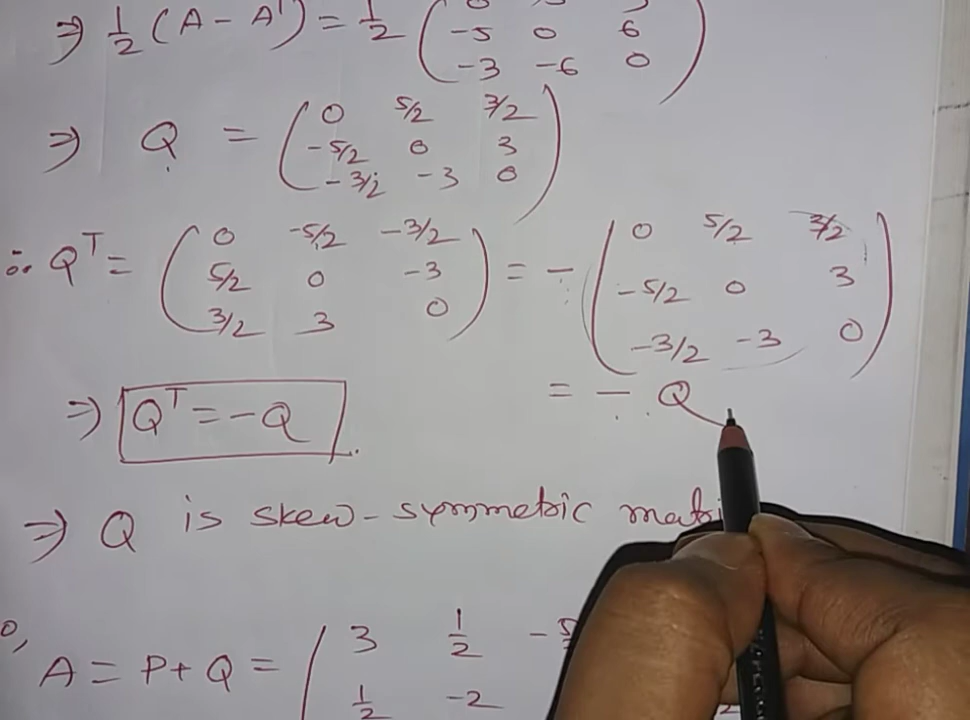 ⇒ 1/2 (A - Aᵀ) = 1/2 ( -5 0 6
-3 -6 0 )
⇒ Q = ( 0 5/2 3/2
-5/2 0 3
-3/2 -3 0 )
∴ Qᵀ = ( 0 -5/2 -3/2
5/2 0 -3
3/2 3 0 ) = - ( 0 5/2 3/2
-5/2 0 3
-3/2 -3 0 )
⇒ Qᵀ = -Q. = - Q
⇒ Q is skew-symmetric
A = P + Q = ( 3 1/2
1/2 -2